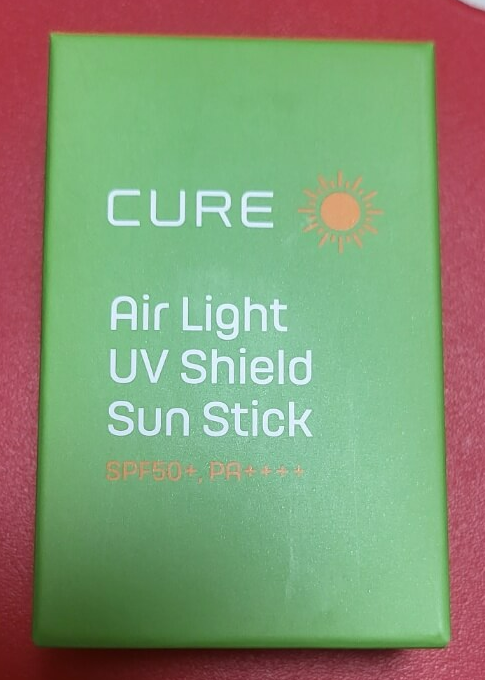 CURE
Air Light
UV Shield
Sun Stick
SPF50+, PA++++